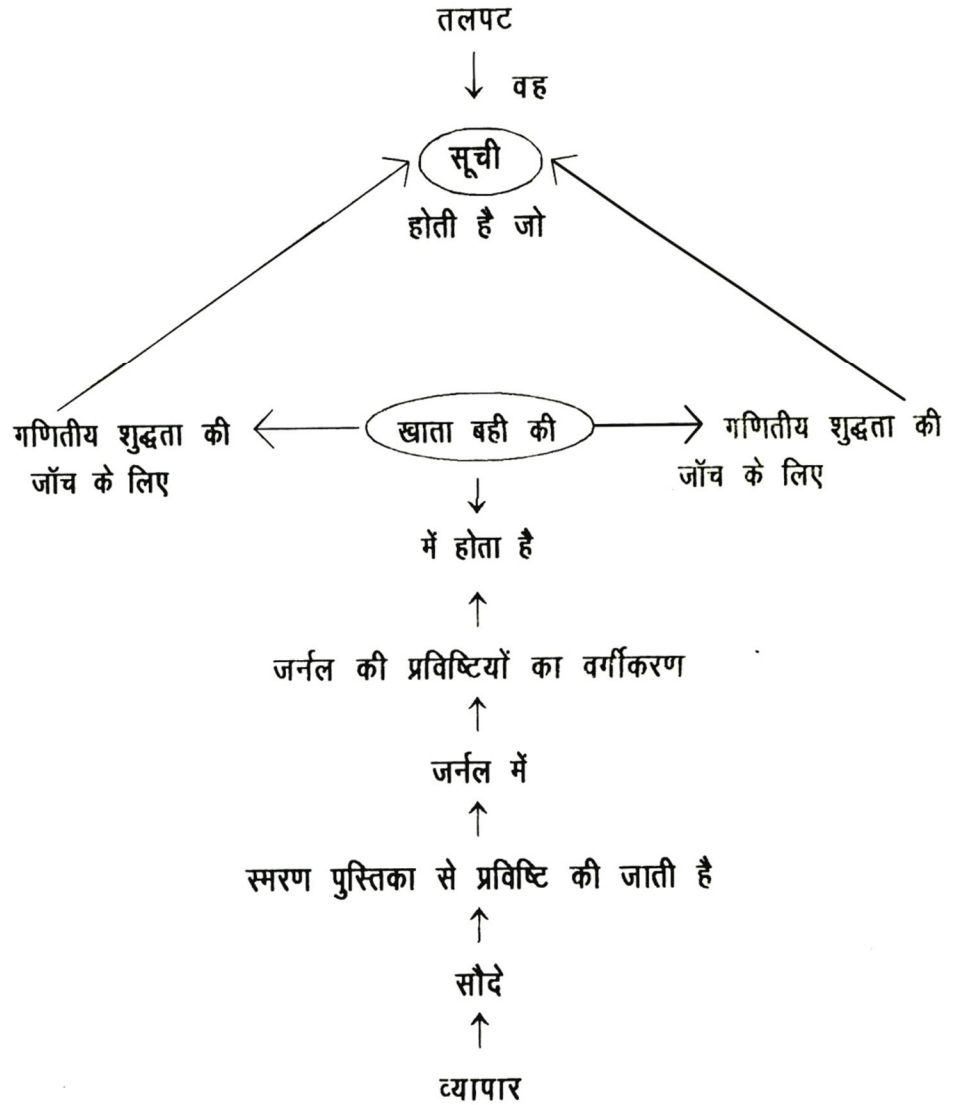 तलपट
वह
सूची
होती है जो
गणितीय शुद्धता की
जॉच के लिए
खाता बही की
गणितीय शुद्धता की
जॉच के लिए
में होता है
जर्नल की प्रविष्टियों का वर्गीकरण
जर्नल में
स्मरण पुस्तिका से प्रविष्टि की जाती है
सौदे
व्यापार